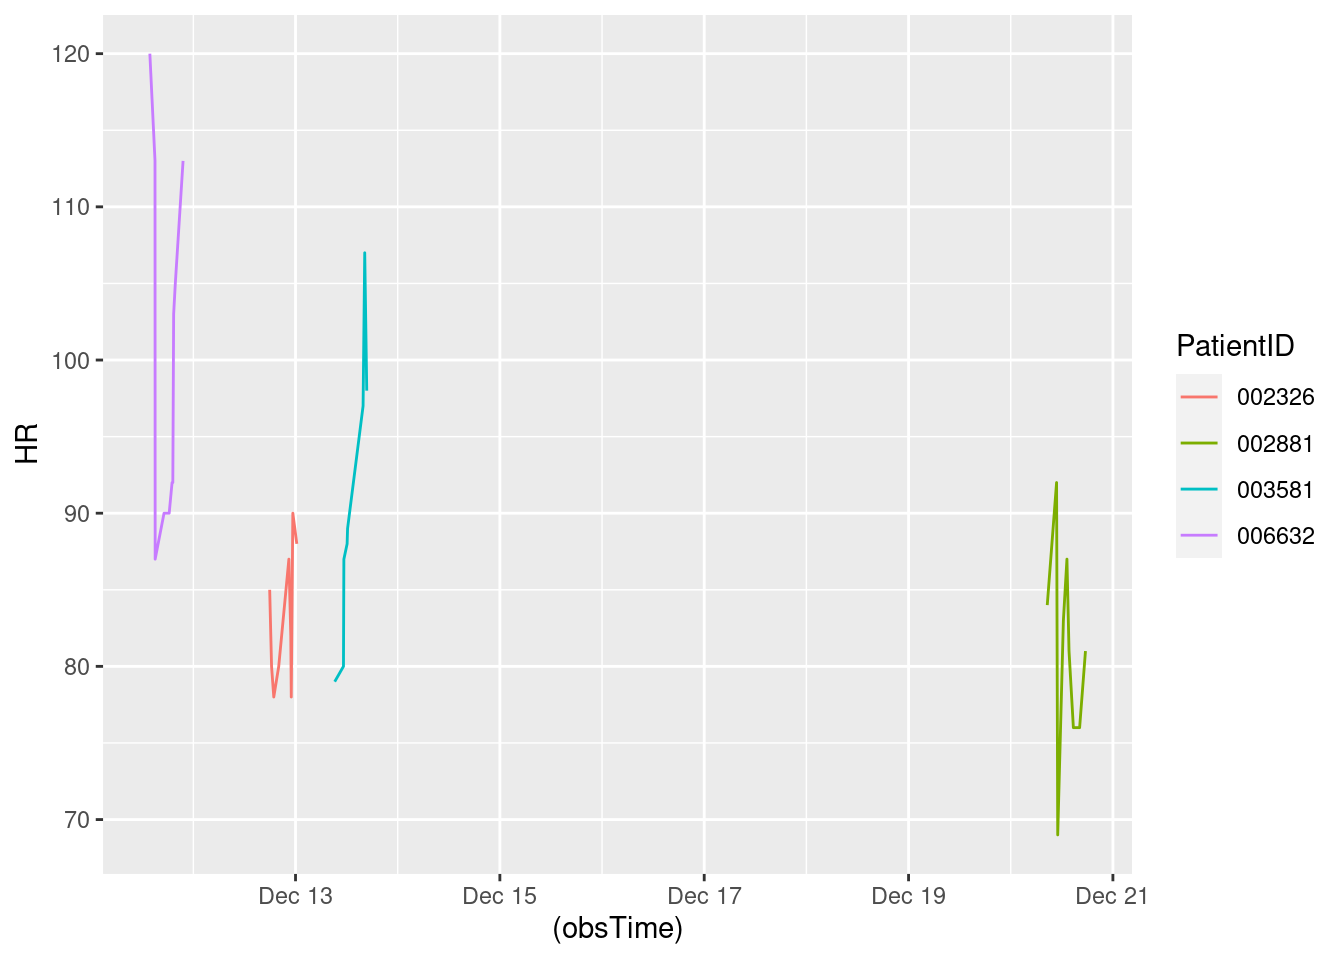 120
110
100
90
80
70
HR
Dec 13
Dec 15
Dec 17
Dec 19
Dec 21
(obsTime)
PatientID
002326
002881
003581
006632